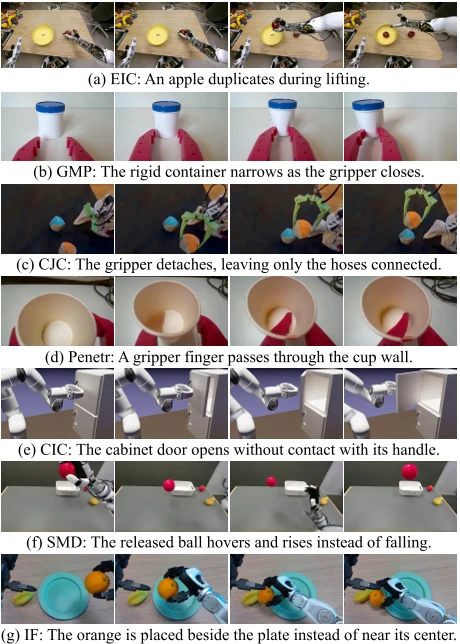 (a) EIC: An apple duplicates during lifting.
(b) GMP: The rigid container narrows as the gripper closes.
(c) CJC: The gripper detaches, leaving only the hoses connected.
(d) Penetr: A gripper finger passes through the cup wall.
(e) CIC: The cabinet door opens without contact with its handle.
(f) SMD: The released ball hovers and rises instead of falling.
(g) IF: The orange is placed beside the plate instead of near its center.